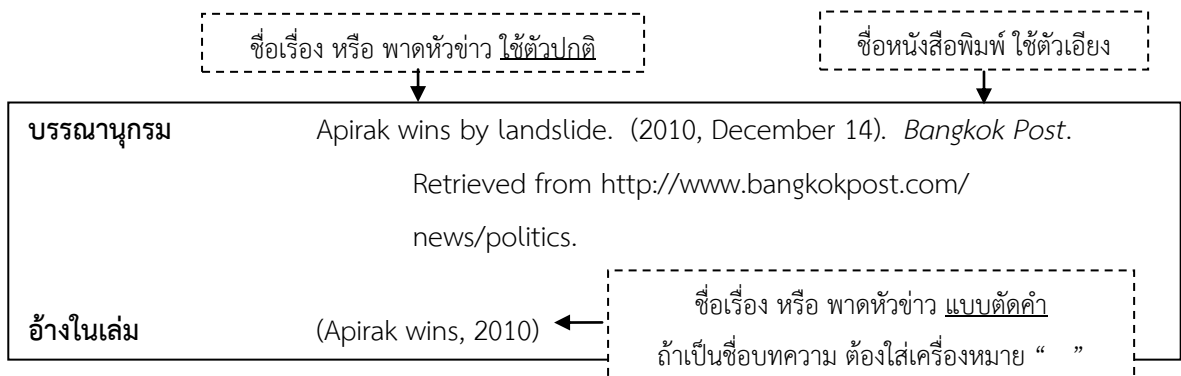 ชื่อเรื่อง หรือ พาดหัวข่าว ใช้ตัวปกติ
ชื่อหนังสือพิมพ์ ใช้ตัวเอียง
บรรณานุกรม Apirak wins by landslide. (2010, December 14). Bangkok Post.
Retrieved from http://www.bangkokpost.com/
news/politics.
ชื่อเรื่อง หรือ พาดหัวข่าว แบบตัดคำ
อ้างในเล่ม (Apirak wins, 2010)
ถ้าเป็นชื่อบทความ ต้องใส่เครื่องหมาย “ ”